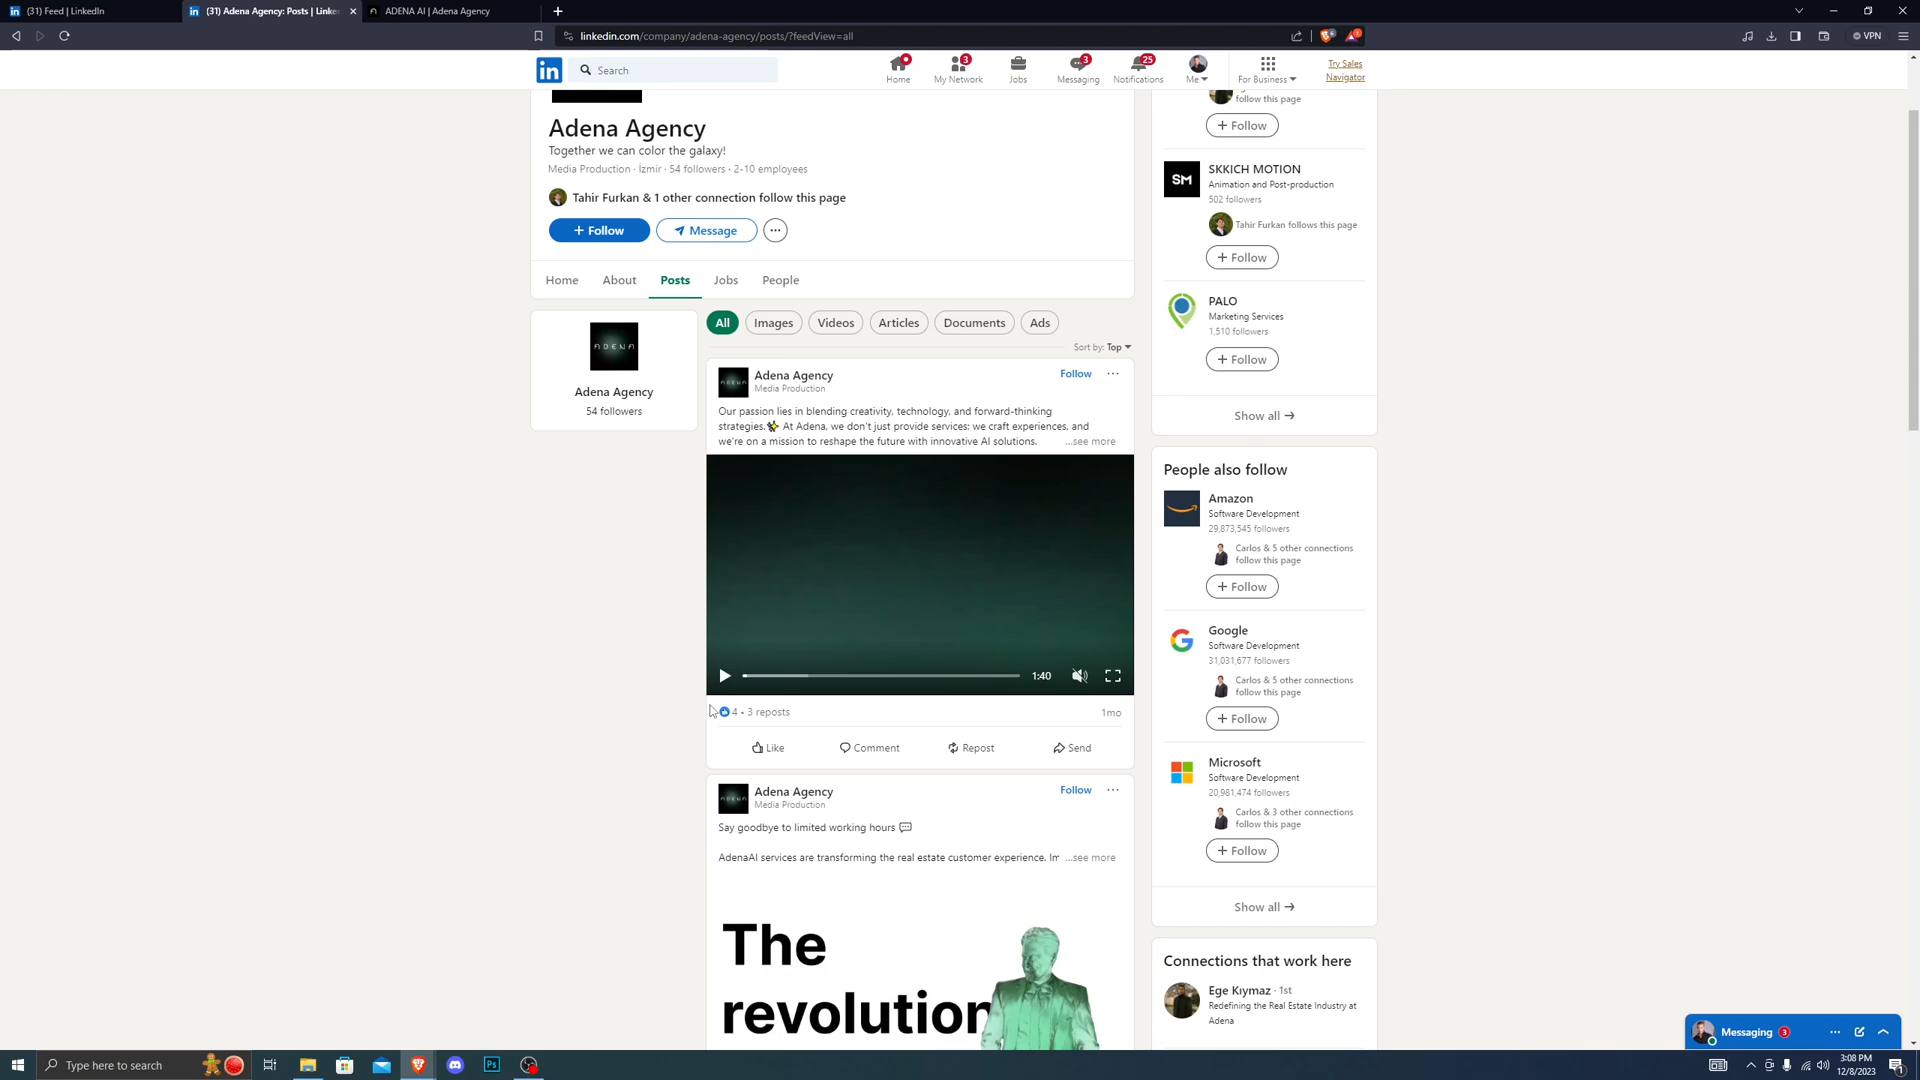 (31) Feed | LinkedIn
(31) Adena Agency: Posts | Linke
ADENA AI | Adena Agency
linkedin.com/company/adena-agency/posts/?feedView=all
VPN
Search
Home
My Network
3
Jobs
Messaging
3
Notifications
25
Me
For Business
Try Sales
Navigator
Adena Agency
Together we can color the galaxy!
Media Production · İzmir · 54 followers · 2-10 employees
Tahir Furkan & 1 other connection follow this page
+ Follow
Message
Home
About
Posts
Jobs
People
ADENA
Adena Agency
54 followers
All
Images
Videos
Articles
Documents
Ads
Sort by: Top
Adena Agency
Media Production
Follow
Our passion lies in blending creativity, technology, and forward-thinking
strategies.✨ At Adena, we don't just provide services; we craft experiences, and
we're on a mission to reshape the future with innovative AI solutions. ...see more
1:40
4 • 3 reposts
1mo
Like
Comment
Repost
Send
Adena Agency
Media Production
Follow
Say goodbye to limited working hours 💬
AdenaAI services are transforming the real estate customer experience. Im ...see more
The
revolution
follow this page
+ Follow
SM
SKKICH MOTION
Animation and Post-production
502 followers
Tahir Furkan follows this page
+ Follow
PALO
Marketing Services
1,510 followers
+ Follow
Show all →
People also follow
Amazon
Software Development
29,873,545 followers
Carlos & 5 other connections
follow this page
+ Follow
Google
Software Development
31,031,677 followers
Carlos & 5 other connections
follow this page
+ Follow
Microsoft
Software Development
20,981,474 followers
Carlos & 3 other connections
follow this page
+ Follow
Show all →
Connections that work here
Ege Kıymaz · 1st
Redefining the Real Estate Industry at
Adena
Messaging 3
Type here to search
Ps
3:08 PM
12/8/2023